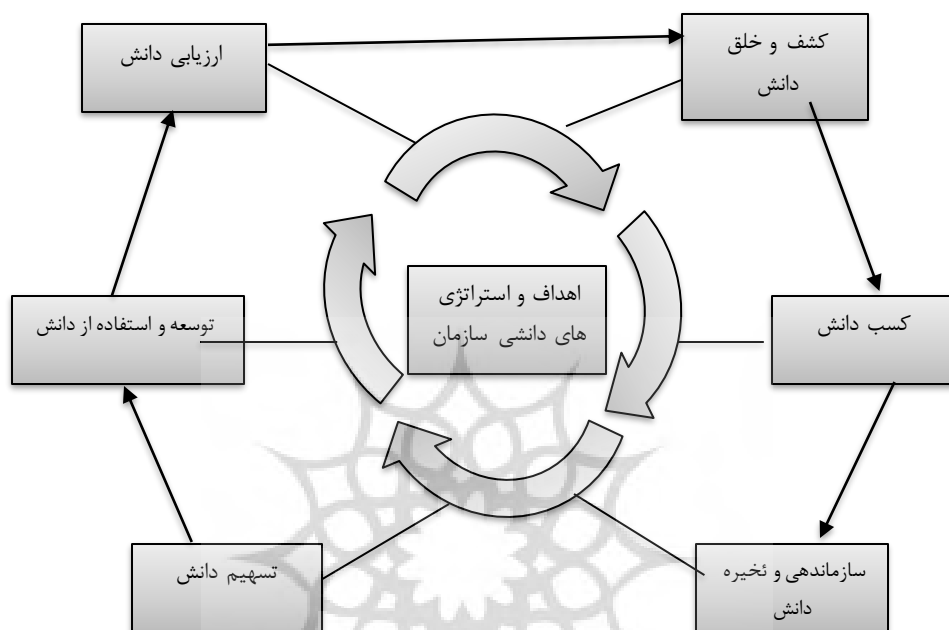 کشف و خلق
دانش
ارزیابی دانش
اهداف و استراتژی
های دانشی سازمان
کسب دانش
توسعه و استفاده از دانش
سازماندهی و ئخیره
دانش
تسهیم دانش